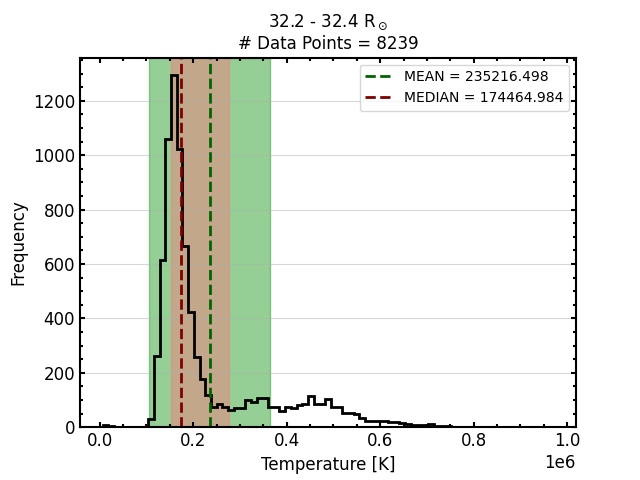 32.2 - 32.4 R⊙
# Data Points = 8239
MEAN = 235216.498
MEDIAN = 174464.984
Frequency
1200
1000
800
600
400
200
0
0.0 0.2 0.4 0.6 0.8 1.0
1e6
Temperature [K]